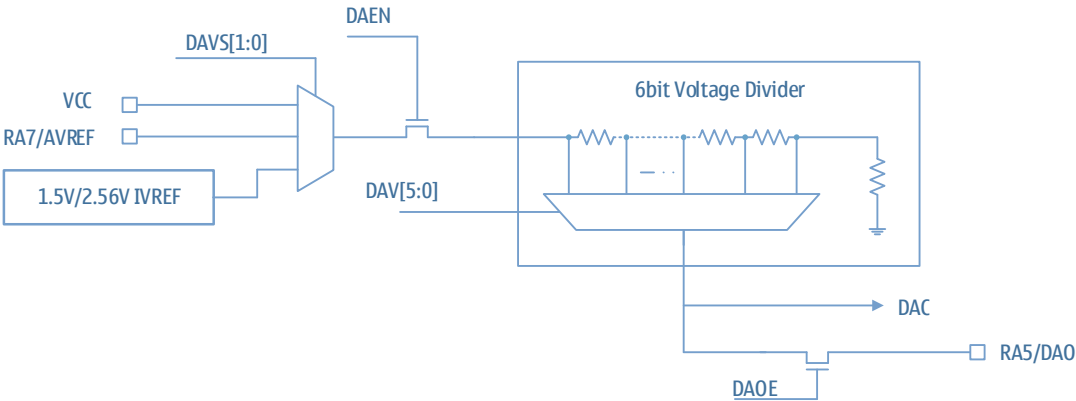 DAEN
DAVS[1:0]
6bit Voltage Divider
VCC
RA7/AVREF
1.5V/2.56V IVREF
DAV[5:0]
DAC
RA5/DAO
DAOE